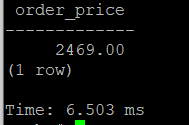 order_price
-------------
2469.00
(1 row)
Time: 6.503 ms